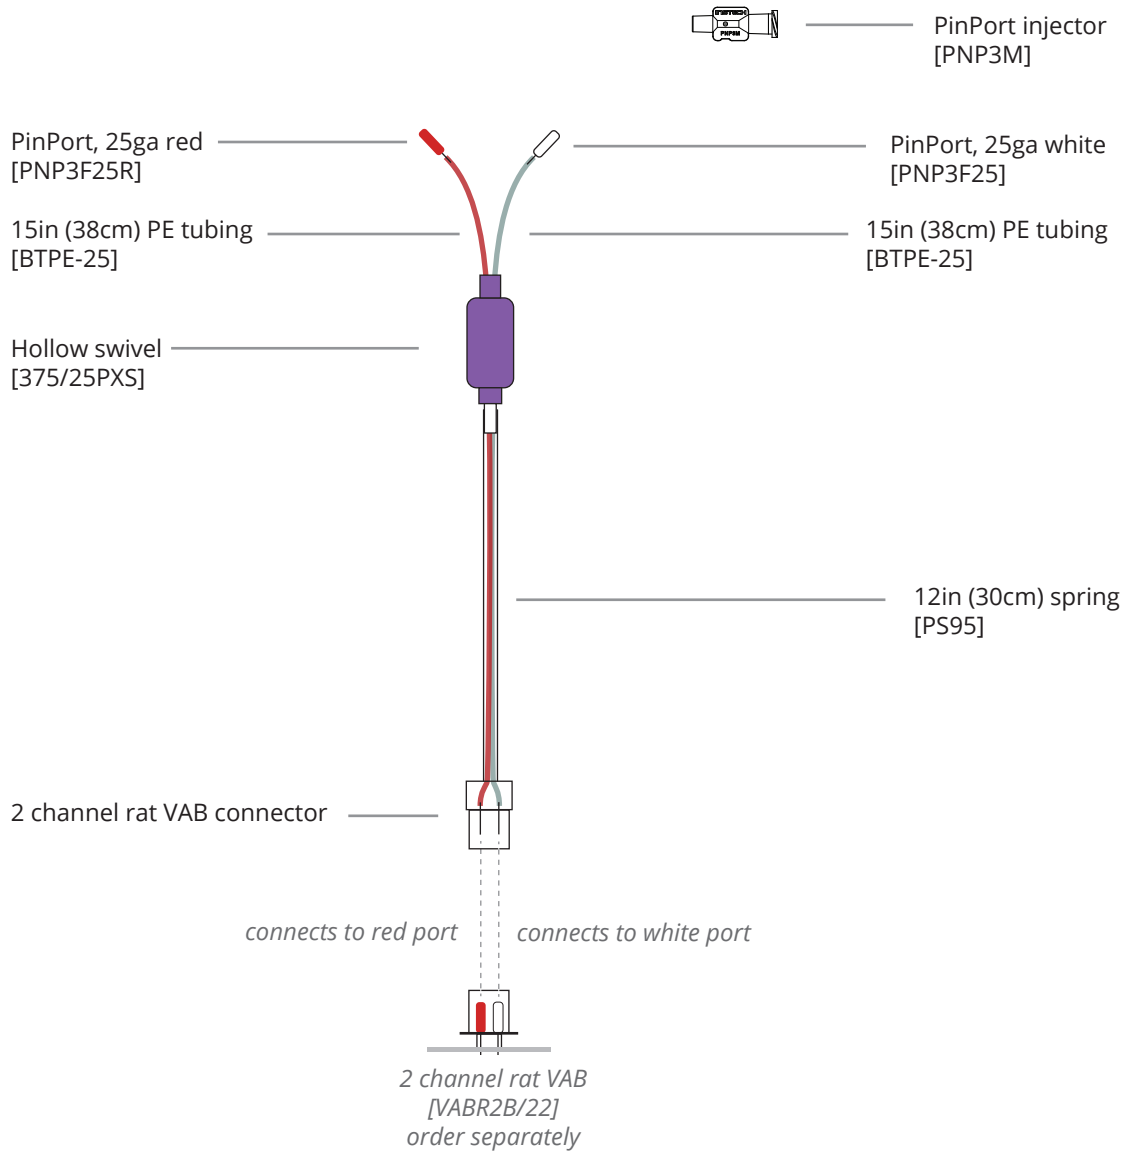 INSTECH
PNP3M
PinPort injector
[PNP3M]
PinPort, 25ga red
[PNP3F25R]
PinPort, 25ga white
[PNP3F25]
15in (38cm) PE tubing
[BTPE-25]
15in (38cm) PE tubing
[BTPE-25]
Hollow swivel
[375/25PXS]
12in (30cm) spring
[PS95]
2 channel rat VAB connector
connects to red port
connects to white port
2 channel rat VAB
[VABR2B/22]
order separately